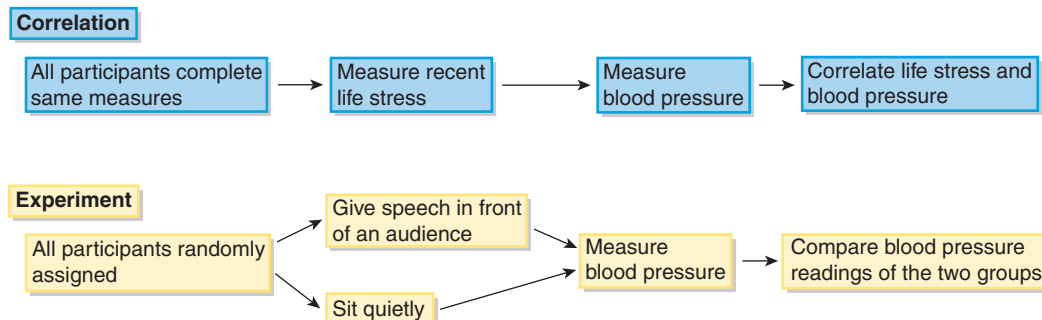 Correlation
All participants complete
same measures
Measure recent
life stress
Measure
blood pressure
Correlate life stress and
blood pressure
Experiment
All participants randomly
assigned
Give speech in front
of an audience
Sit quietly
Measure
blood pressure
Compare blood pressure
readings of the two groups